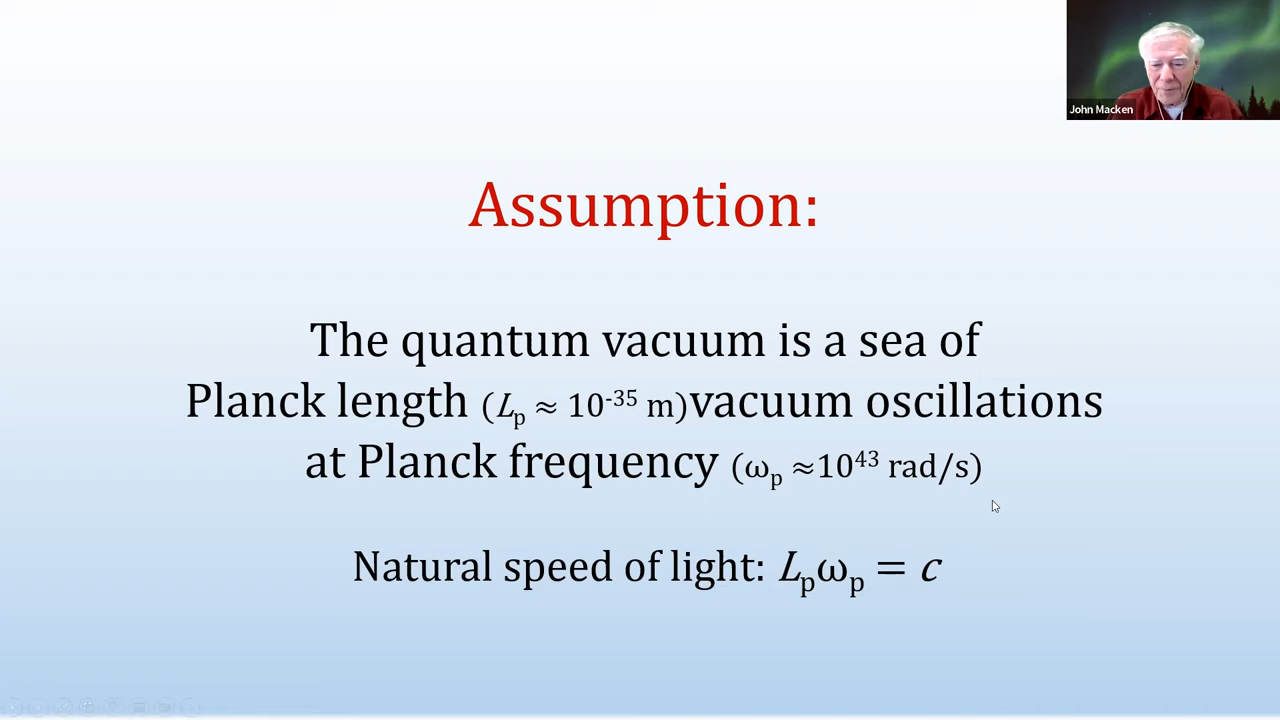 John Macken
Assumption:
The quantum vacuum is a sea of
Planck length (Lₚ ≈ 10⁻³⁵ m)vacuum oscillations
at Planck frequency (ωₚ ≈10⁴³ rad/s)
Natural speed of light: Lₚωₚ = c